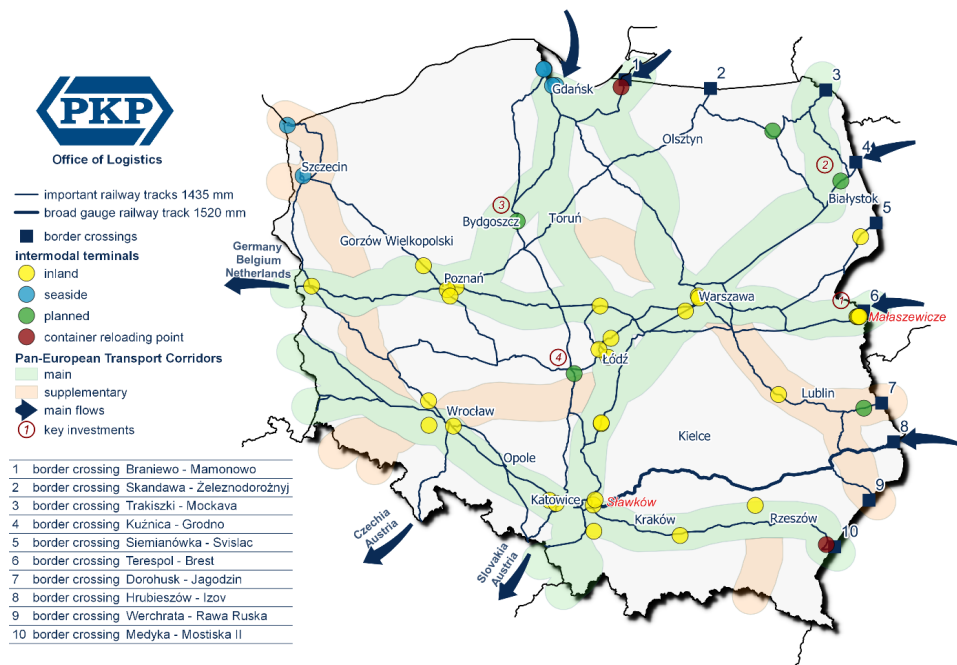 PKP
Office of Logistics
important railway tracks 1435 mm
broad gauge railway track 1520 mm
border crossings
intermodal terminals
inland
seaside
planned
container reloading point
Pan-European Transport Corridors
main
supplementary
main flows
1 key investments
1 border crossing Braniewo - Mamonowo
2 border crossing Skandawa - Żeleznodorożnyj
3 border crossing Trakiszki - Mockava
4 border crossing Kuźnica - Grodno
5 border crossing Siemianówka - Svislac
6 border crossing Terespol - Brest
7 border crossing Dorohusk - Jagodzin
8 border crossing Hrubieszów - Izov
9 border crossing Werchrata - Rawa Ruska
10 border crossing Medyka - Mostiska II
1
2
3
Gdańsk
Olsztyn
4
2
Szczecin
Białystok
3
Bydgoszcz
Toruń
5
Gorzów Wielkopolski
Germany
Belgium
Netherlands
Poznań
Warszawa
1
6
Małaszewicze
4
Łódź
Lublin
7
Wrocław
8
Kielce
Opole
9
Katowice
Sławków
Kraków
Rzeszów
10
Czechia
Austria
Slovakia
Austria